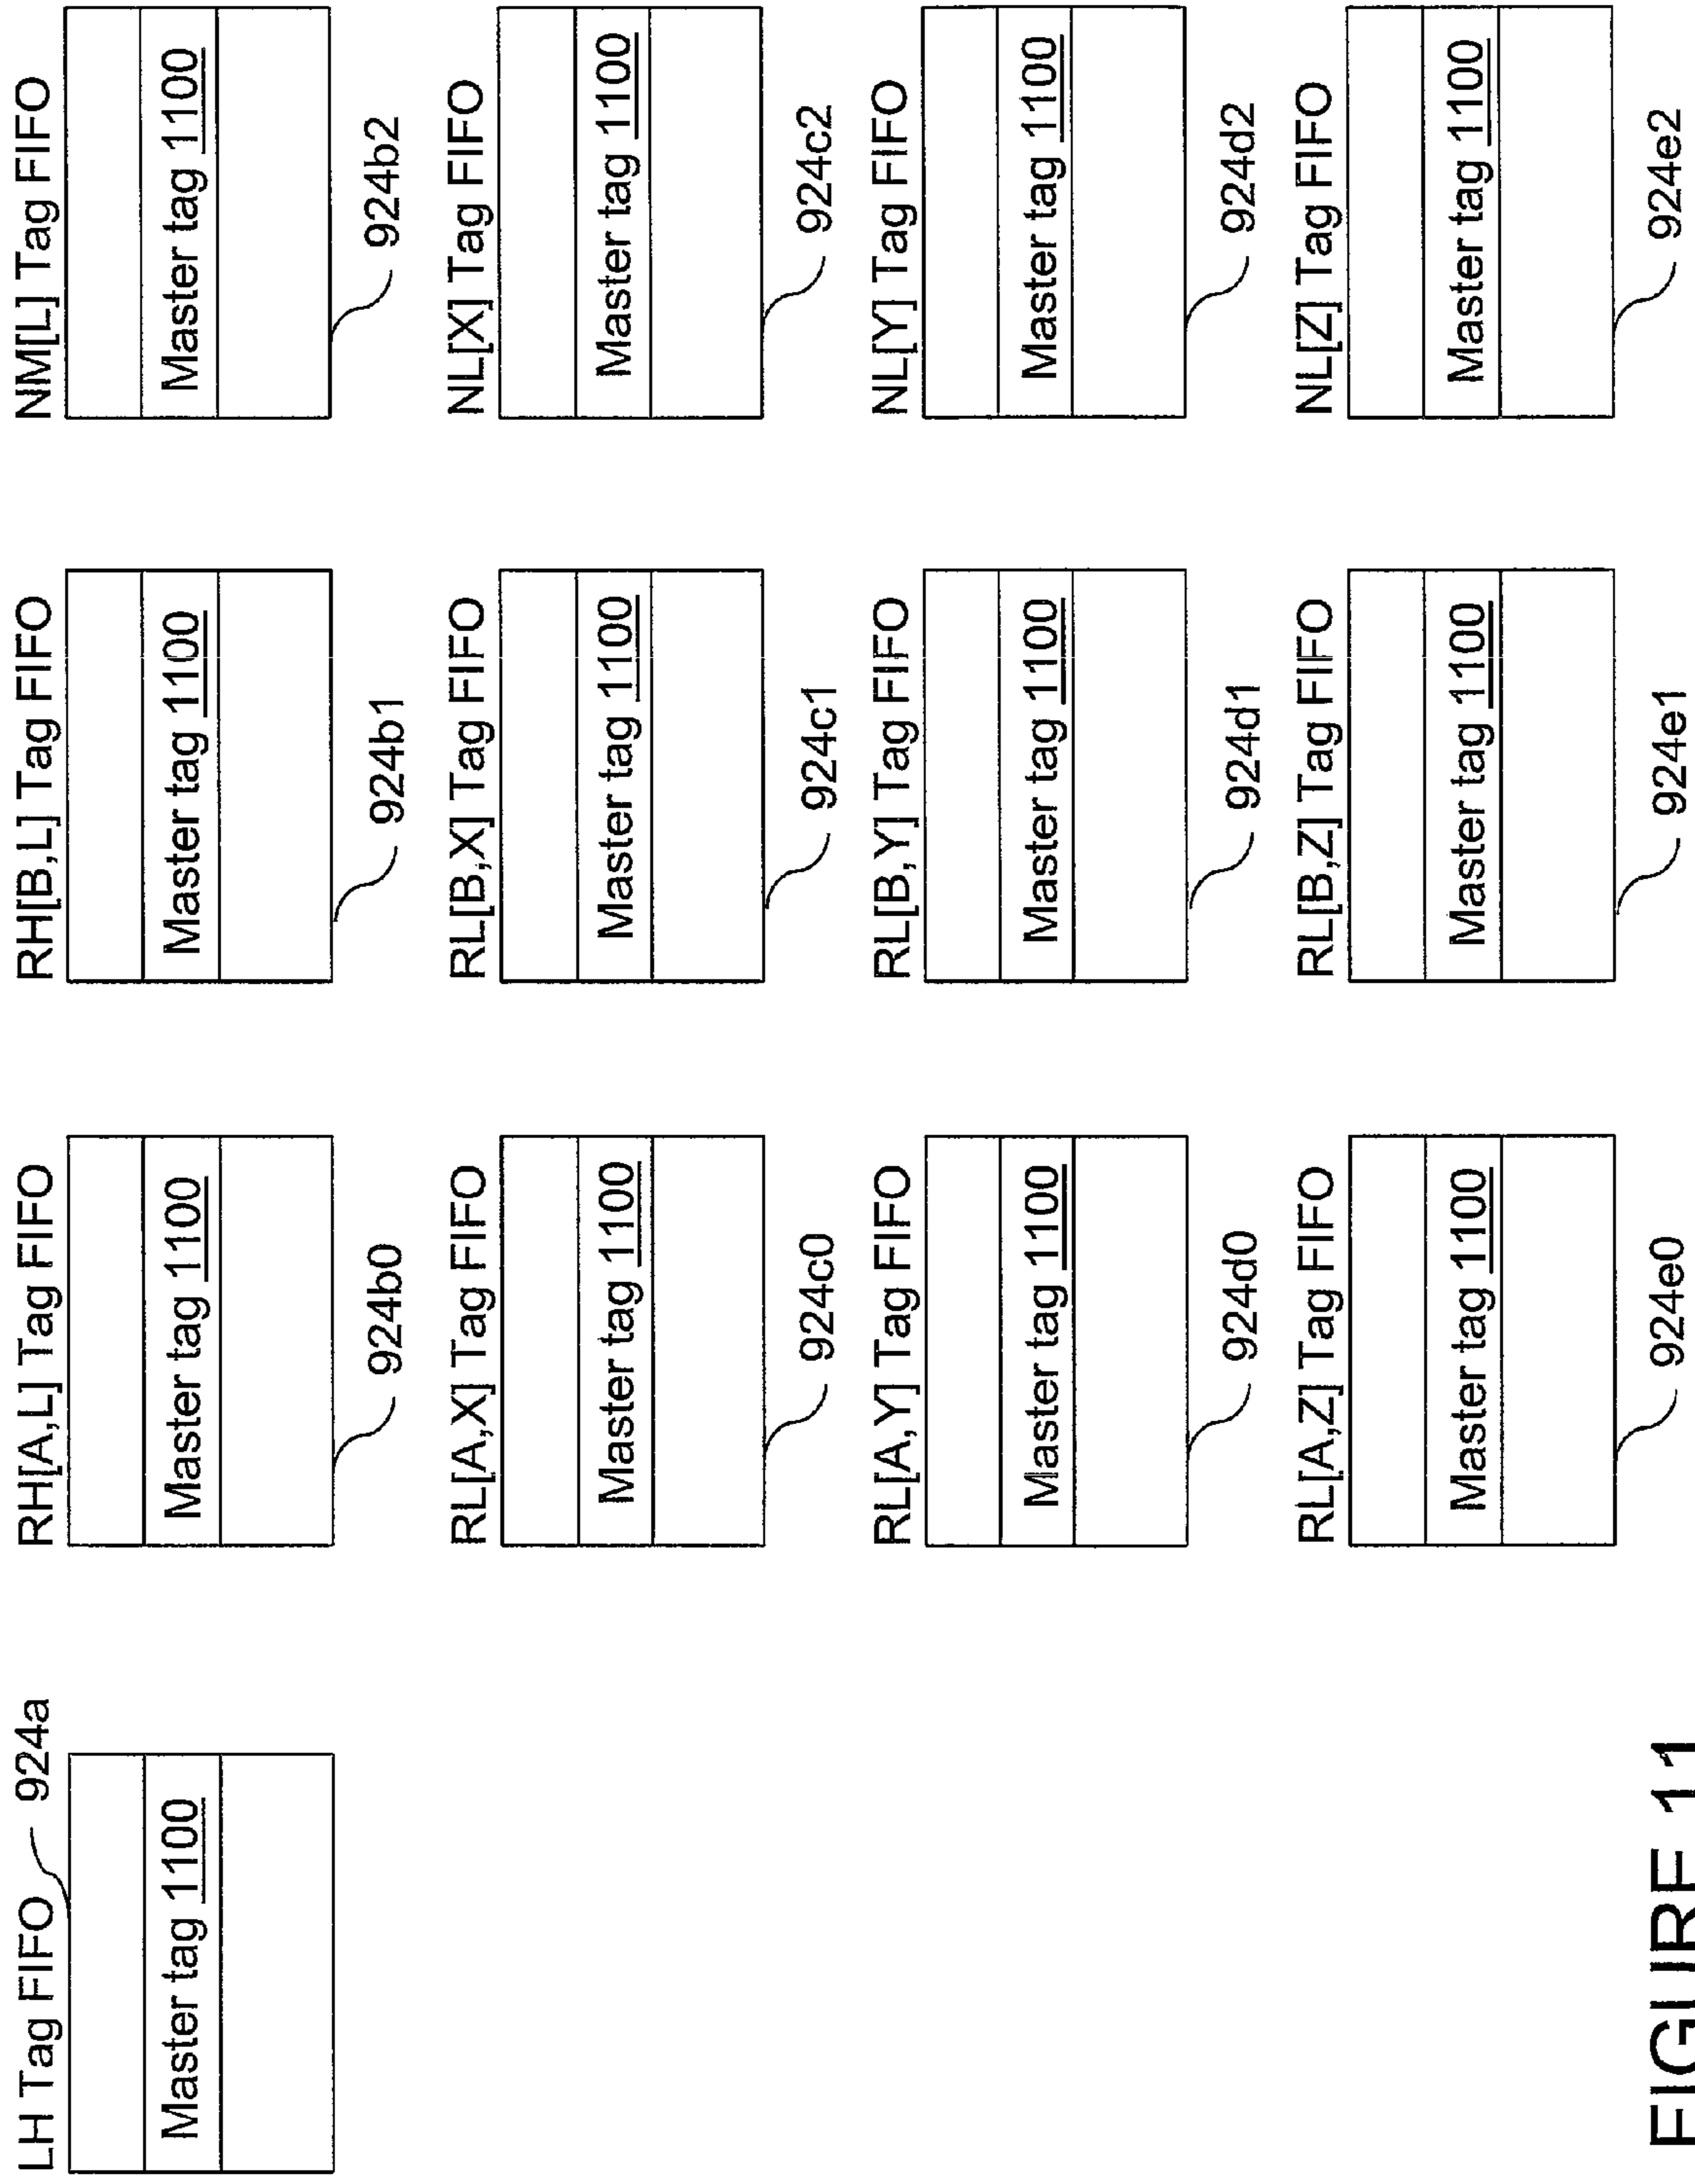 LH Tag FIFO 924a
Master tag 1100
RH[A,L] Tag FIFO
Master tag 1100
924b0
RH[B,L] Tag FIFO
Master tag 1100
924b1
NM[L] Tag FIFO
Master tag 1100
924b2
RL[A,X] Tag FIFO
Master tag 1100
924c0
RL[B,X] Tag FIFO
Master tag 1100
924c1
NL[X] Tag FIFO
Master tag 1100
924c2
RL[A,Y] Tag FIFO
Master tag 1100
924d0
RL[B,Y] Tag FIFO
Master tag 1100
924d1
NL[Y] Tag FIFO
Master tag 1100
924d2
RL[A,Z] Tag FIFO
Master tag 1100
924e0
RL[B,Z] Tag FIFO
Master tag 1100
924e1
NL[Z] Tag FIFO
Master tag 1100
924e2
FIGURE 11